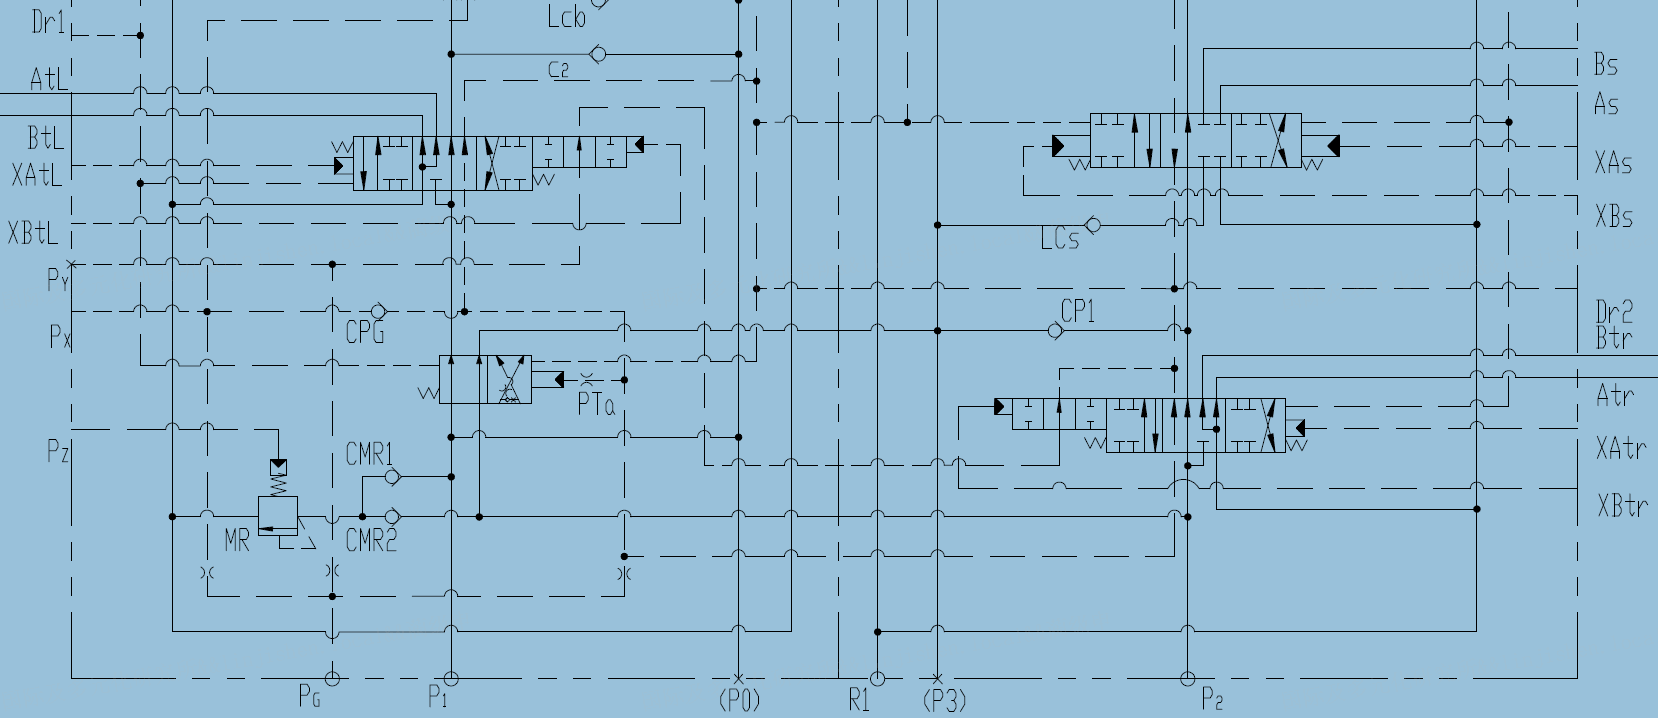 Dr1
Lcb
C2
AtL
BtL
XAtL
XBtL
PY
PX
CPG
PTa
PZ
CMR1
MR
CMR2
PG
P1
(P0)
R1
(P3)
P2
Bs
As
XAs
XBs
LCs
CP1
Dr2
Btr
Atr
XAtr
XBtr